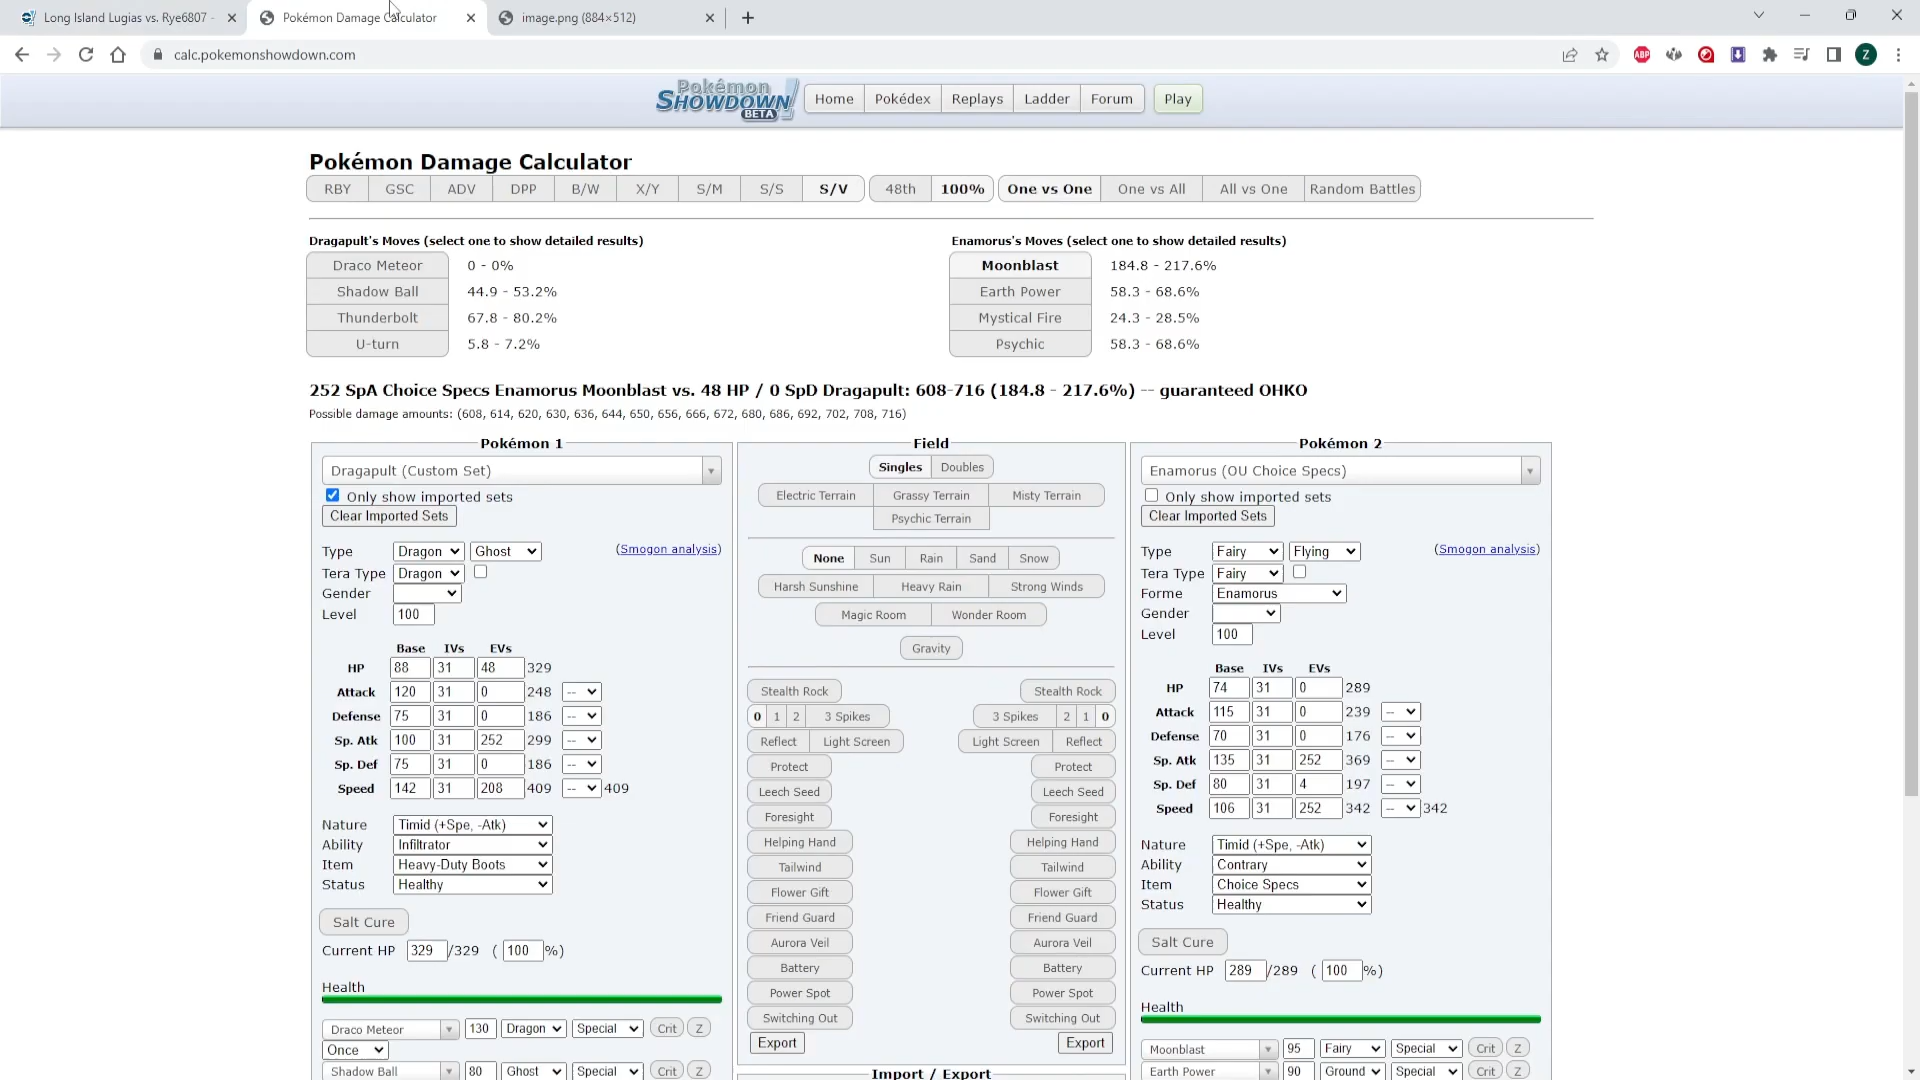 Long Island Lugias vs. Rye6807 -
Pokémon Damage Calculator
image.png (884×512)
calc.pokemonshowdown.com
ABP
Z
Pokémon SHOWDOWN! BETA
Home Pokédex Replays Ladder Forum Play
Pokémon Damage Calculator
RBY GSC ADV DPP B/W X/Y S/M S/S S/V 48th 100% One vs One One vs All All vs One Random Battles
Dragapult's Moves (select one to show detailed results)
Draco Meteor 0 - 0%
Shadow Ball 44.9 - 53.2%
Thunderbolt 67.8 - 80.2%
U-turn 5.8 - 7.2%
Enamorus's Moves (select one to show detailed results)
Moonblast 184.8 - 217.6%
Earth Power 58.3 - 68.6%
Mystical Fire 24.3 - 28.5%
Psychic 58.3 - 68.6%
252 SpA Choice Specs Enamorus Moonblast vs. 48 HP / 0 SpD Dragapult: 608-716 (184.8 - 217.6%) -- guaranteed OHKO
Possible damage amounts: (608, 614, 620, 630, 636, 644, 650, 656, 666, 672, 680, 686, 692, 702, 708, 716)
Pokémon 1
Dragapult (Custom Set)
Only show imported sets
Clear Imported Sets
Type Dragon Ghost (Smogon analysis)
Tera Type Dragon
Gender
Level 100
Base IVs EVs
HP 88 31 48 329
Attack 120 31 0 248 --
Defense 75 31 0 186 --
Sp. Atk 100 31 252 299 --
Sp. Def 75 31 0 186 --
Speed 142 31 208 409 -- 409
Nature Timid (+Spe, -Atk)
Ability Infiltrator
Item Heavy-Duty Boots
Status Healthy
Salt Cure
Current HP 329 /329 ( 100 %)
Health
Draco Meteor 130 Dragon Special Crit Z
Once
Shadow Ball 80 Ghost Special Crit Z
Field
Singles Doubles
Electric Terrain Grassy Terrain Misty Terrain
Psychic Terrain
None Sun Rain Sand Snow
Harsh Sunshine Heavy Rain Strong Winds
Magic Room Wonder Room
Gravity
Stealth Rock Stealth Rock
0 1 2 3 Spikes 3 Spikes 2 1 0
Reflect Light Screen Light Screen Reflect
Protect Protect
Leech Seed Leech Seed
Foresight Foresight
Helping Hand Helping Hand
Tailwind Tailwind
Flower Gift Flower Gift
Friend Guard Friend Guard
Aurora Veil Aurora Veil
Battery Battery
Power Spot Power Spot
Switching Out Switching Out
Export Export
Import / Export
Pokémon 2
Enamorus (OU Choice Specs)
Only show imported sets
Clear Imported Sets
Type Fairy Flying (Smogon analysis)
Tera Type Fairy
Forme Enamorus
Gender
Level 100
Base IVs EVs
HP 74 31 0 289
Attack 115 31 0 239 --
Defense 70 31 0 176 --
Sp. Atk 135 31 252 369 --
Sp. Def 80 31 4 197 --
Speed 106 31 252 342 -- 342
Nature Timid (+Spe, -Atk)
Ability Contrary
Item Choice Specs
Status Healthy
Salt Cure
Current HP 289 /289 ( 100 %)
Health
Moonblast 95 Fairy Special Crit Z
Earth Power 90 Ground Special Crit Z